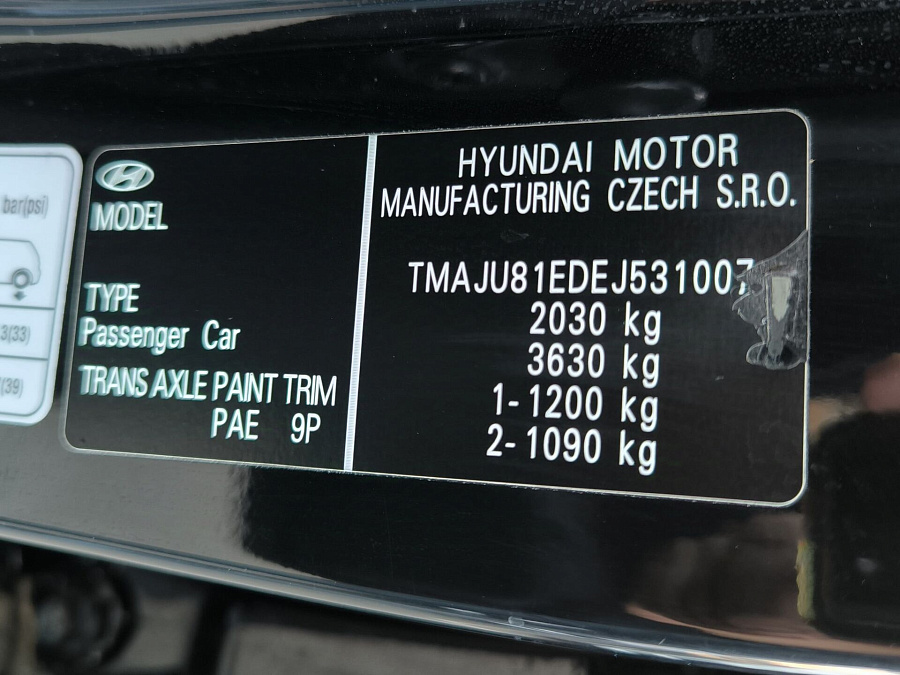 bar(psi)
3(33)
(39)
MODEL
TYPE
Passenger Car
TRANS AXLE PAINT TRIM
PAE 9P
HYUNDAI MOTOR
MANUFACTURING CZECH S.R.O.
TMAJU81EDEJ531007
2030 kg
3630 kg
1-1200 kg
2-1090 kg